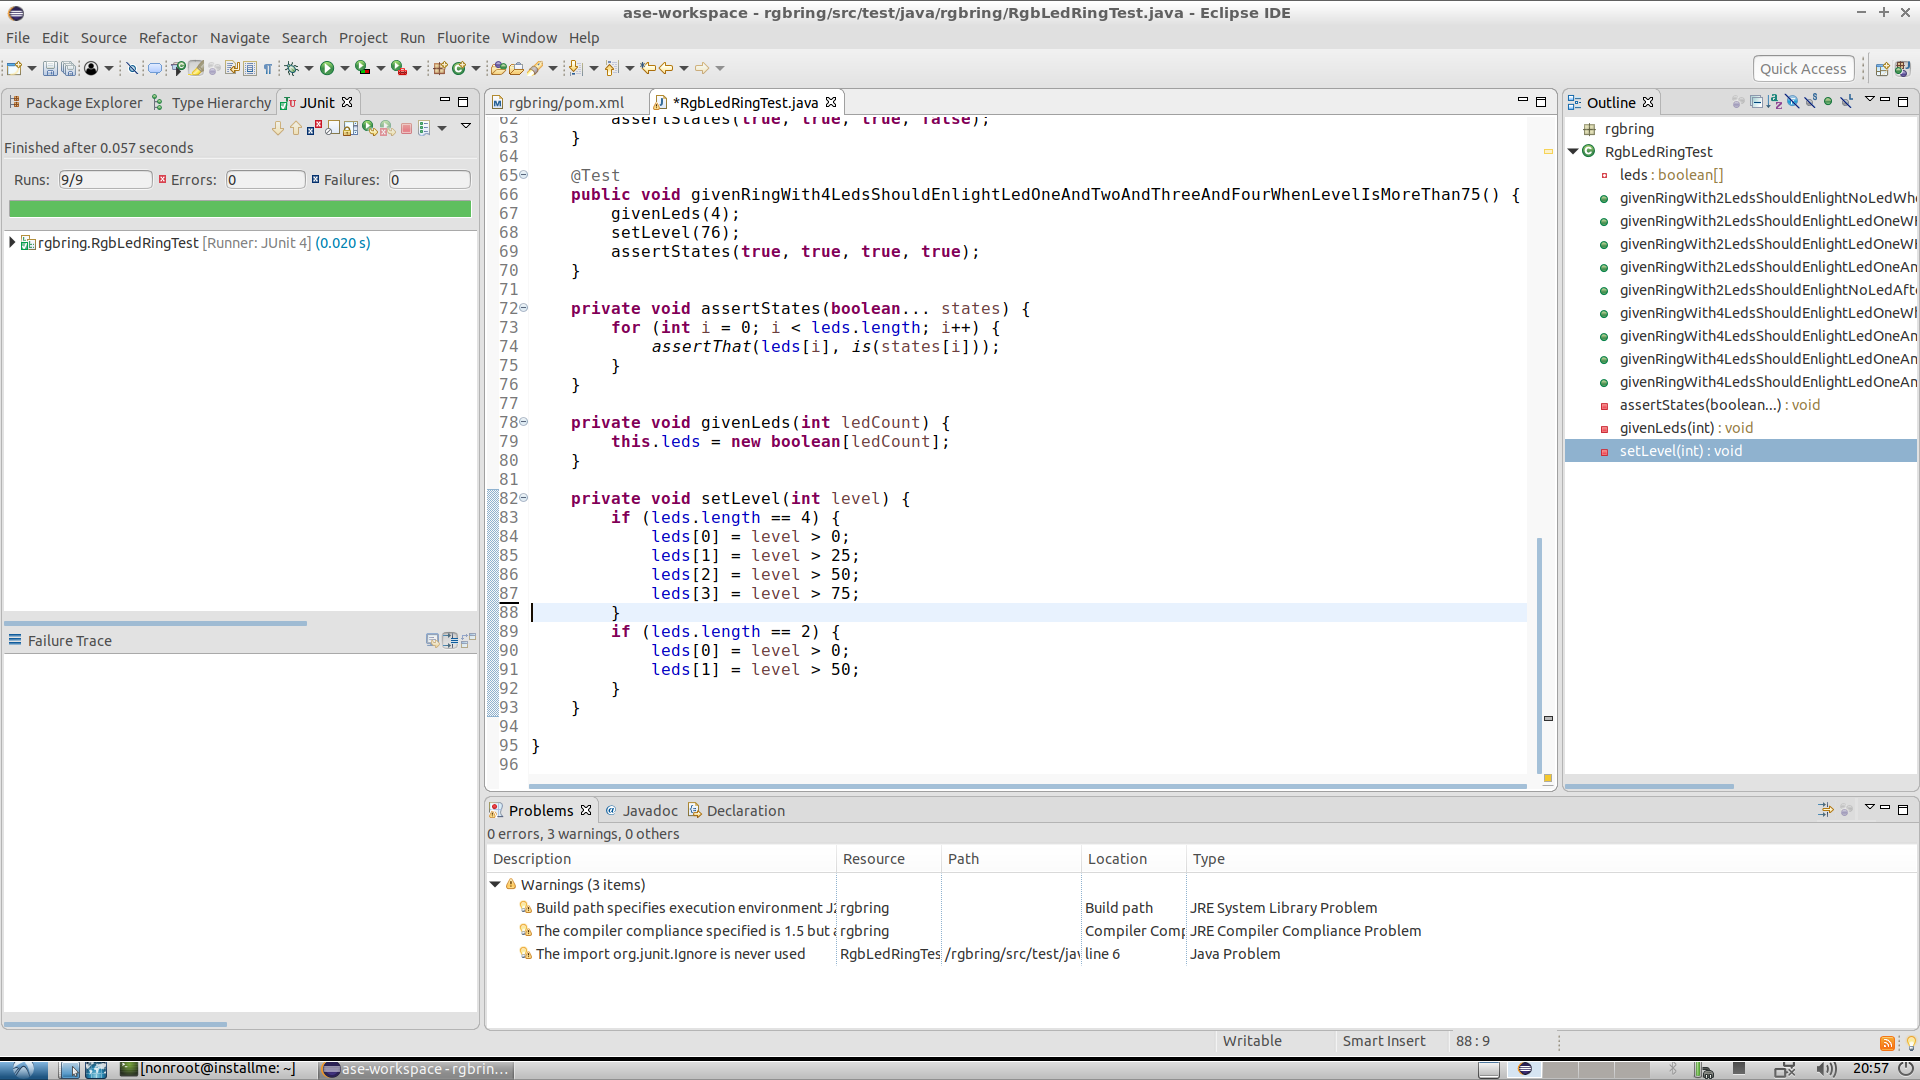 ase-workspace - rgbring/src/test/java/rgbring/RgbLedRingTest.java - Eclipse IDE
File Edit Source Refactor Navigate Search Project Run Fluorite Window Help
Quick Access
Package Explorer Type Hierarchy JUnit
Finished after 0.057 seconds
Runs: 9/9 Errors: 0 Failures: 0
rgbring.RgbLedRingTest [Runner: JUnit 4] (0.020 s)
Failure Trace
rgbring/pom.xml *RgbLedRingTest.java
62 assertStates(true, true, true, false);
63 }
64
65 @Test
66 public void givenRingWith4LedsShouldEnlightLedOneAndTwoAndThreeAndFourWhenLevelIsMoreThan75() {
67 givenLeds(4);
68 setLevel(76);
69 assertStates(true, true, true, true);
70 }
71
72 private void assertStates(boolean... states) {
73 for (int i = 0; i < leds.length; i++) {
74 assertThat(leds[i], is(states[i]));
75 }
76 }
77
78 private void givenLeds(int ledCount) {
79 this.leds = new boolean[ledCount];
80 }
81
82 private void setLevel(int level) {
83 if (leds.length == 4) {
84 leds[0] = level > 0;
85 leds[1] = level > 25;
86 leds[2] = level > 50;
87 leds[3] = level > 75;
88 }
89 if (leds.length == 2) {
90 leds[0] = level > 0;
91 leds[1] = level > 50;
92 }
93 }
94
95 }
96
Outline
rgbring
RgbLedRingTest
leds : boolean[]
givenRingWith2LedsShouldEnlightNoLedWhe
givenRingWith2LedsShouldEnlightLedOneWl
givenRingWith2LedsShouldEnlightLedOneWl
givenRingWith2LedsShouldEnlightLedOneAn
givenRingWith2LedsShouldEnlightNoLedAft
givenRingWith4LedsShouldEnlightLedOneWl
givenRingWith4LedsShouldEnlightLedOneAn
givenRingWith4LedsShouldEnlightLedOneAn
givenRingWith4LedsShouldEnlightLedOneAn
assertStates(boolean...) : void
givenLeds(int) : void
setLevel(int) : void
Problems Javadoc Declaration
0 errors, 3 warnings, 0 others
Description Resource Path Location Type
Warnings (3 items)
Build path specifies execution environment J2 rgbring Build path JRE System Library Problem
The compiler compliance specified is 1.5 but a rgbring Compiler Comp JRE Compiler Compliance Problem
The import org.junit.Ignore is never used RgbLedRingTes /rgbring/src/test/jav line 6 Java Problem
Writable Smart Insert 88 : 9
[nonroot@installme: ~] ase-workspace - rgbrin... 20:57